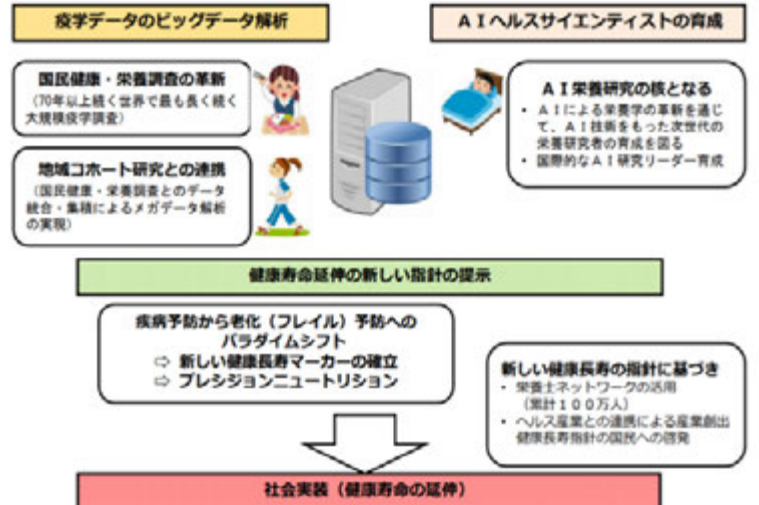 疫学データのビッグデータ解析
AIヘルスサイエンティストの育成
国民健康・栄養調査の革新
(70年以上続く世界で最も長く続く
大規模疫学調査)
地域コホート研究との連携
(国民健康・栄養調査とのデータ
統合・集積によるメガデータ解析
の実現)
AI栄養研究の核となる
• AIによる栄養学の革新を通じ
て、AI技術をもった次世代の
栄養研究者の育成を図る
• 国際的なAI研究リーダー育成
健康寿命延伸の新しい指針の提示
疾病予防から老化(フレイル)予防への
パラダイムシフト
⇨ 新しい健康長寿マーカーの確立
⇨ プレシジョンニュートリション
新しい健康長寿の指針に基づき
• 栄養士ネットワークの活用
(累計100万人)
• ヘルス産業との連携による産業創出
健康長寿指針の国民への啓発
社会実装(健康寿命の延伸)